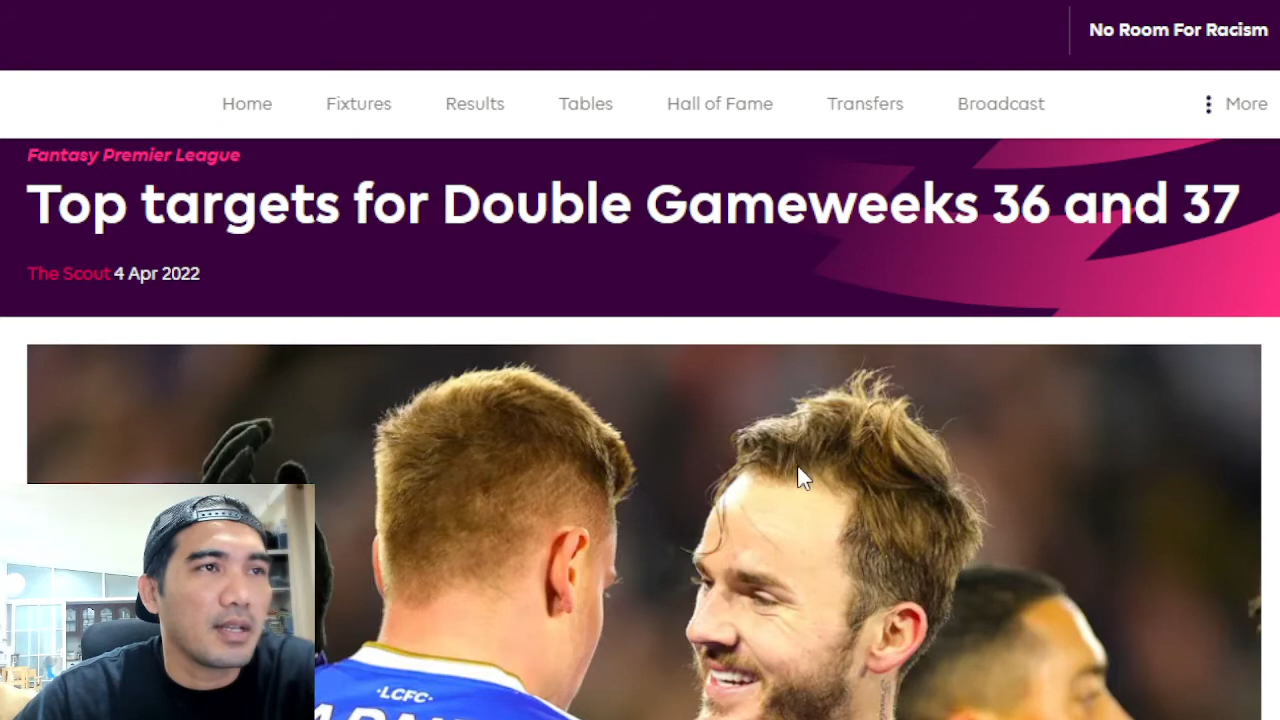 No Room For Racism
Home Fixtures Results Tables Hall of Fame Transfers Broadcast More
Fantasy Premier League
Top targets for Double Gameweeks 36 and 37
The Scout 4 Apr 2022
·LCFC·